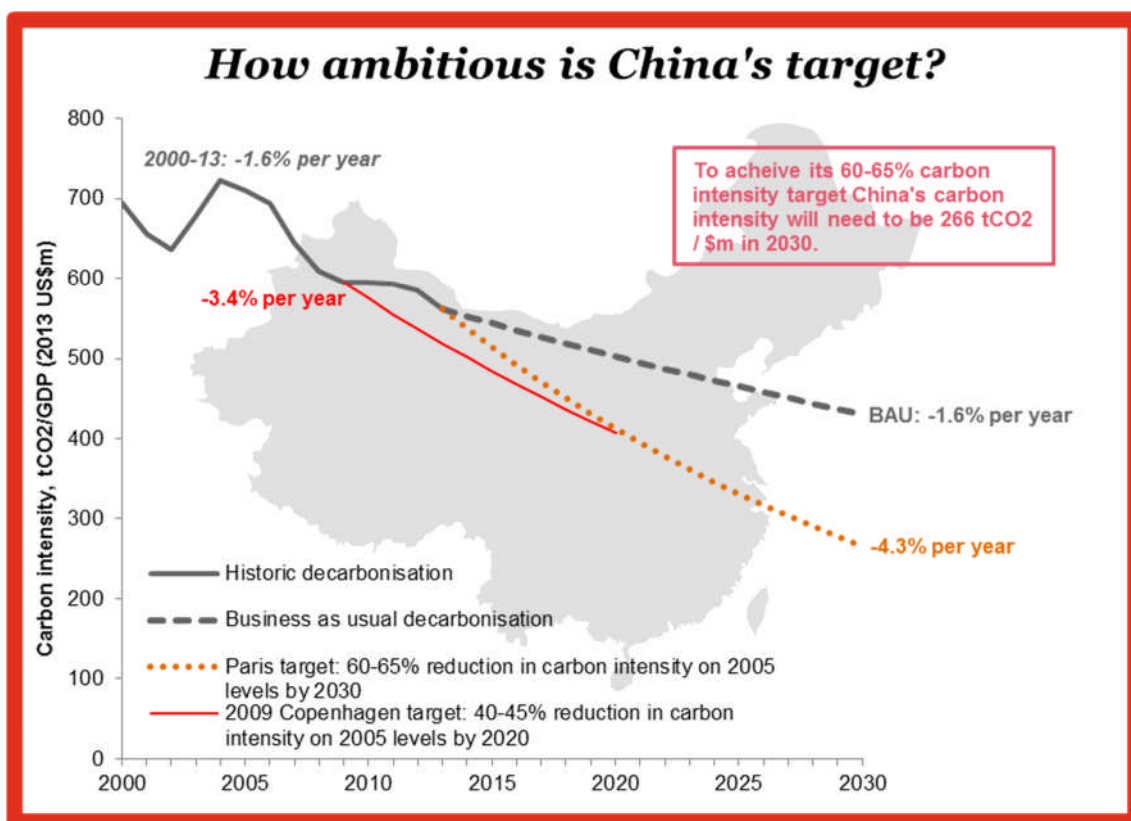 How ambitious is China's target?
800
700
600
500
400
300
200
100
0
Carbon intensity, tCO2/GDP (2013 US$m)
2000-13: -1.6% per year
To acheive its 60-65% carbon
intensity target China's carbon
intensity will need to be 266 tCO2
/ $m in 2030.
-3.4% per year
BAU: -1.6% per year
-4.3% per year
Historic decarbonisation
Business as usual decarbonisation
Paris target: 60-65% reduction in carbon intensity on 2005
levels by 2030
2009 Copenhagen target: 40-45% reduction in carbon
intensity on 2005 levels by 2020
2000 2005 2010 2015 2020 2025 2030